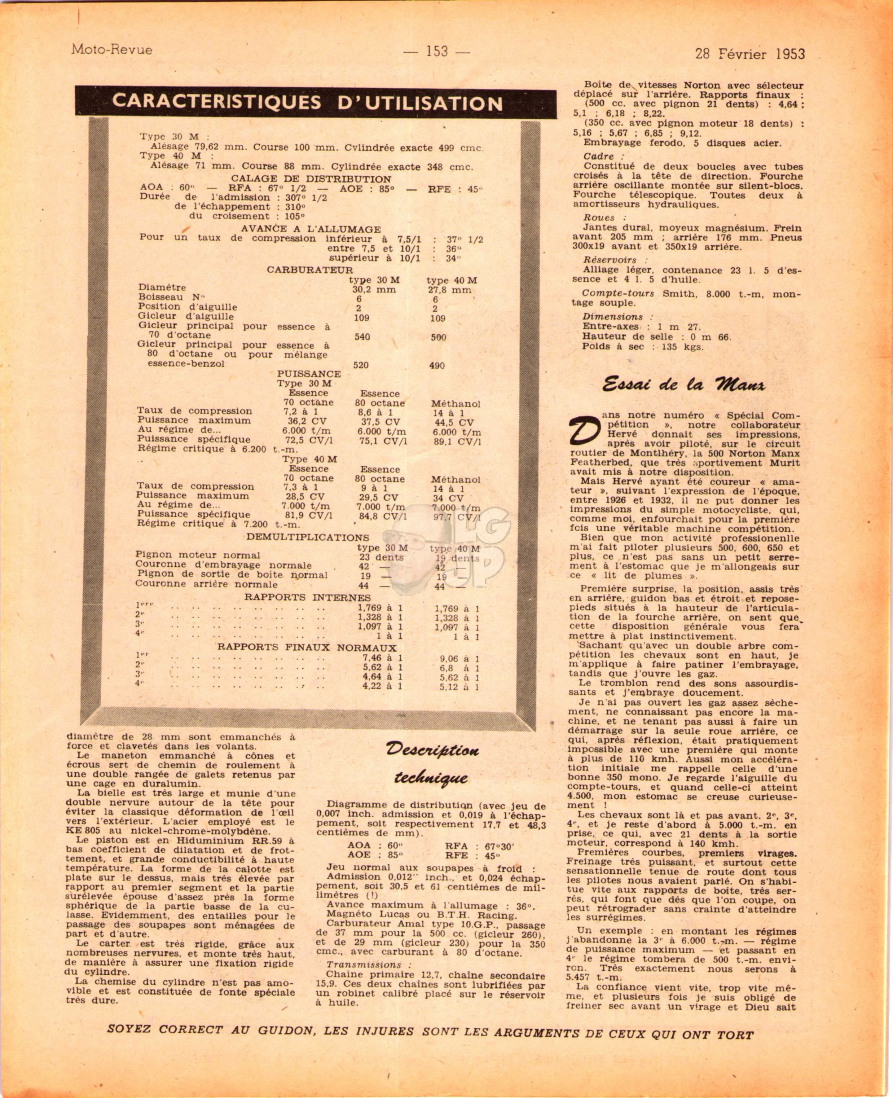 Moto-Revue
— 153 —
28 Février 1953
CARACTERISTIQUES D'UTILISATION
Type 30 M :
Alésage 79,62 mm. Course 100 mm. Cylindrée exacte 499 cmc.
Type 40 M :
Alésage 71 mm. Course 88 mm. Cylindrée exacte 348 cmc.
CALAGE DE DISTRIBUTION
AOA : 60° — RFA : 67° 1/2 — AOE : 85° — RFE : 45°
Durée de l'admission : 307° 1/2
de l'échappement : 310°
du croisement : 105°
AVANCE A L'ALLUMAGE
Pour un taux de compression inférieur à 7,5/1 : 37° 1/2
entre 7,5 et 10/1 : 36°
supérieur à 10/1 : 34°
CARBURATEUR
type 30 M type 40 M
Diamétre 30,2 mm 27,8 mm
Boisseau N° 6 6
Position d'aiguille 2 2
Gicleur d'aiguille 109 109
Gicleur principal pour essence à
70 d'octane 540 500
Gicleur principal pour essence à
80 d'octane ou pour mélange
essence-benzol 520 490
PUISSANCE
Type 30 M
Essence Essence
70 octane 80 octane Méthanol
Taux de compression 7,2 à 1 8,6 à 1 14 à 1
Puissance maximum 36,2 CV 37,5 CV 44,5 CV
Au régime de... 6.000 t/m 6.000 t/m 6.000 t/m
Puissance spécifique 72,5 CV/l 75,1 CV/l 89,1 CV/l
Régime critique à 6.200 t.-m.
Type 40 M
Essence Essence
70 octane 80 octane Méthanol
Taux de compression 7,3 à 1 9 à 1 14 à 1
Puissance maximum 28,5 CV 29,5 CV 34 CV
Au régime de... 7.000 t/m 7.000 t/m 7.000 t/m
Puissance spécifique 81,9 CV/l 84,8 CV/l 97,7 CV/l
Régime critique à 7.200 t.-m.
DEMULTIPLICATIONS
type 30 M type 40 M
Pignon moteur normal 23 dents 19 dents
Couronne d'embrayage normale 42 — 42
Pignon de sortie de boite normal 19 — 19
Couronne arriére normale 44 — 44
RAPPORTS INTERNES
1ere .. .. .. .. .. .. .. .. 1,769 à 1 1,769 à 1
2e .. .. .. .. .. .. .. .. 1,328 à 1 1,328 à 1
3e .. .. .. .. .. .. .. .. 1,097 à 1 1,097 à 1
4e .. .. .. .. .. .. .. .. 1 à 1 1 à 1
RAPPORTS FINAUX NORMAUX
1er .. .. .. .. .. .. .. .. 7,46 à 1 9,06 à 1
2e .. .. .. .. .. .. .. .. 5,62 à 1 6,8 à 1
3e .. .. .. .. .. .. .. .. 4,64 à 1 5,62 à 1
4e .. .. .. .. .. .. .. .. 4,22 à 1 5,12 à 1
LG
LP
diamétre de 28 mm sont emmanchés à
force et clavetés dans les volants.
Le maneton emmanché à cônes et
écrous sert de chemin de roulement à
une double rangée de galets retenus par
une cage en duralumin.
La bielle est très large et munie d'une
double nervure autour de la tête pour
éviter la classique déformation de l'œil
vers l'extérieur. L'acier employé est le
KE 805 au nickel-chrome-molybdène.
Le piston est en Hiduminium RR.59 à
bas coefficient de dilatation et de frot-
tement, et grande conductibilité à haute
température. La forme de la calotte est
plate sur le dessus, mais très élevée par
rapport au premier segment et la partie
surélevée épouse d'assez prés la forme
sphérique de la partie basse de la cu-
lasse. Evidemment, des entailles pour le
passage des soupapes sont ménagées de
part et d'autre.
Le carter est très rigide, grâce aux
nombreuses nervures, et monte très haut,
de manière à assurer une fixation rigide
du cylindre.
La chemise du cylindre n'est pas amo-
vible et est constituée de fonte spéciale
très dure.
Description
technique
Diagramme de distribution (avec jeu de
0,007 inch. admission et 0,019 à l'échap-
pement, soit respectivement 17,7 et 48,3
centièmes de mm).
AOA : 60° RFA : 67°30'
AOE : 85° RFE : 45°
Jeu normal aux soupapes à froid :
Admission 0,012'' inch., et 0,024 échap-
pement, soit 30,5 et 61 centièmes de mil-
limétres (!)
Avance maximum à l'allumage : 36°.
Magnéto Lucas ou B.T.H. Racing.
Carburateur Amal type 10.G.P., passage
de 37 mm pour la 500 cc. (gicleur 260),
et de 29 mm (gicleur 230) pour la 350
cmc., avec carburant à 80 d'octane.
Transmissions :
Chaîne primaire 12,7, chaîne secondaire
15,9. Ces deux chaînes sont lubrifiées par
un robinet calibré placé sur le réservoir
à huile.
Boite de vitesses Norton avec sélecteur
déplacé sur l'arriére. Rapports finaux :
(500 cc. avec pignon 21 dents) : 4,64 ;
5,1 ; 6,18 ; 8,22.
(350 cc. avec pignon moteur 18 dents) :
5,16 ; 5,67 ; 6,85 ; 9,12.
Embrayage ferodo, 5 disques acier.
Cadre :
Constitué de deux boucles avec tubes
croisés à la tête de direction. Fourche
arrière oscillante montée sur silent-blocs.
Fourche télescopique. Toutes deux à
amortisseurs hydrauliques.
Roues :
Jantes dural, moyeux magnésium. Frein
avant 205 mm ; arriére 176 mm. Pneus
300x19 avant et 350x19 arriére.
Réservoirs :
Alliage léger, contenance 23 l. 5 d'es-
sence et 4 l. 5 d'huile.
Compte-tours Smith, 8.000 t.-m, mon-
tage souple.
Dimensions :
Entre-axes : 1 m 27.
Hauteur de selle : 0 m 66.
Poids à sec : 135 kgs.
Essai de la Manx
Dans notre numéro « Spécial Com-
pétition », notre collaborateur
Hervé donnait ses impressions,
après avoir piloté, sur le circuit
routier de Montlhéry, la 500 Norton Manx
Featherbed, que très sportivement Murit
avait mis à notre disposition.
Mais Hervé ayant été coureur « ama-
teur », suivant l'expression de l'époque,
entre 1926 et 1932, il ne put donner les
impressions du simple motocycliste, qui,
comme moi, enfourchait pour la premiére
fois une véritable machine compétition.
Bien que mon activité professionenlle
m'ai fait piloter plusieurs 500, 600, 650 et
plus, ce n'est pas sans un petit serre-
ment à l'estomac que je m'allongeais sur
ce « lit de plumes ».
Premiére surprise, la position, assis très
en arriére, guidon bas et étroit et repose-
pieds situés à la hauteur de l'articula-
tion de la fourche arriére, on sent que
cette disposition générale vous fera
mettre à plat instinctivement.
Sachant qu'avec un double arbre com-
pétition les chevaux sont en haut, je
m'applique à faire patiner l'embrayage,
tandis que j'ouvre les gaz.
Le tromblon rend des sons assourdis-
sants et j'embraye doucement.
Je n'ai pas ouvert les gaz assez séche-
ment, ne connaissant pas encore la ma-
chine, et ne tenant pas aussi à faire un
démarrage sur la seule roue arriére, ce
qui, aprés réflexion, était pratiquement
impossible avec une premiére qui monte
à plus de 110 kmh. Aussi mon accéléra-
tion initiale me rappelle celle d'une
bonne 350 mono. Je regarde l'aiguille du
compte-tours, et quand celle-ci atteint
4.500, mon estomac se creuse curieuse-
ment !
Les chevaux sont là et pas avant. 2e, 3e,
4e, et je reste d'abord à 5.000 t.-m. en
prise, ce qui, avec 21 dents à la sortie
moteur, correspond à 140 kmh.
Premiéres courbes, premiers virages.
Freinage trés puissant, et surtout cette
sensationnelle tenue de route dont tous
les pilotes nous avaient parlé. On s'habi-
tue vite aux rapports de boîte, trés ser-
rés, qui font que dés que l'on coupe, on
peut rétrograder sans crainte d'atteindre
les surrégimes.
Un exemple : en montant les régimes
j'abandonne la 3e à 6.000 t.-m. — régime
de puissance maximum — et passant en
4e le régime tombera de 500 t.-m. envi-
ron. Trés exactement nous serons à
5.457 t.-m.
La confiance vient vite, trop vite mê-
me, et plusieurs fois je suis obligé de
freiner sec avant un virage et Dieu sait
SOYEZ CORRECT AU GUIDON, LES INJURES SONT LES ARGUMENTS DE CEUX QUI ONT TORT